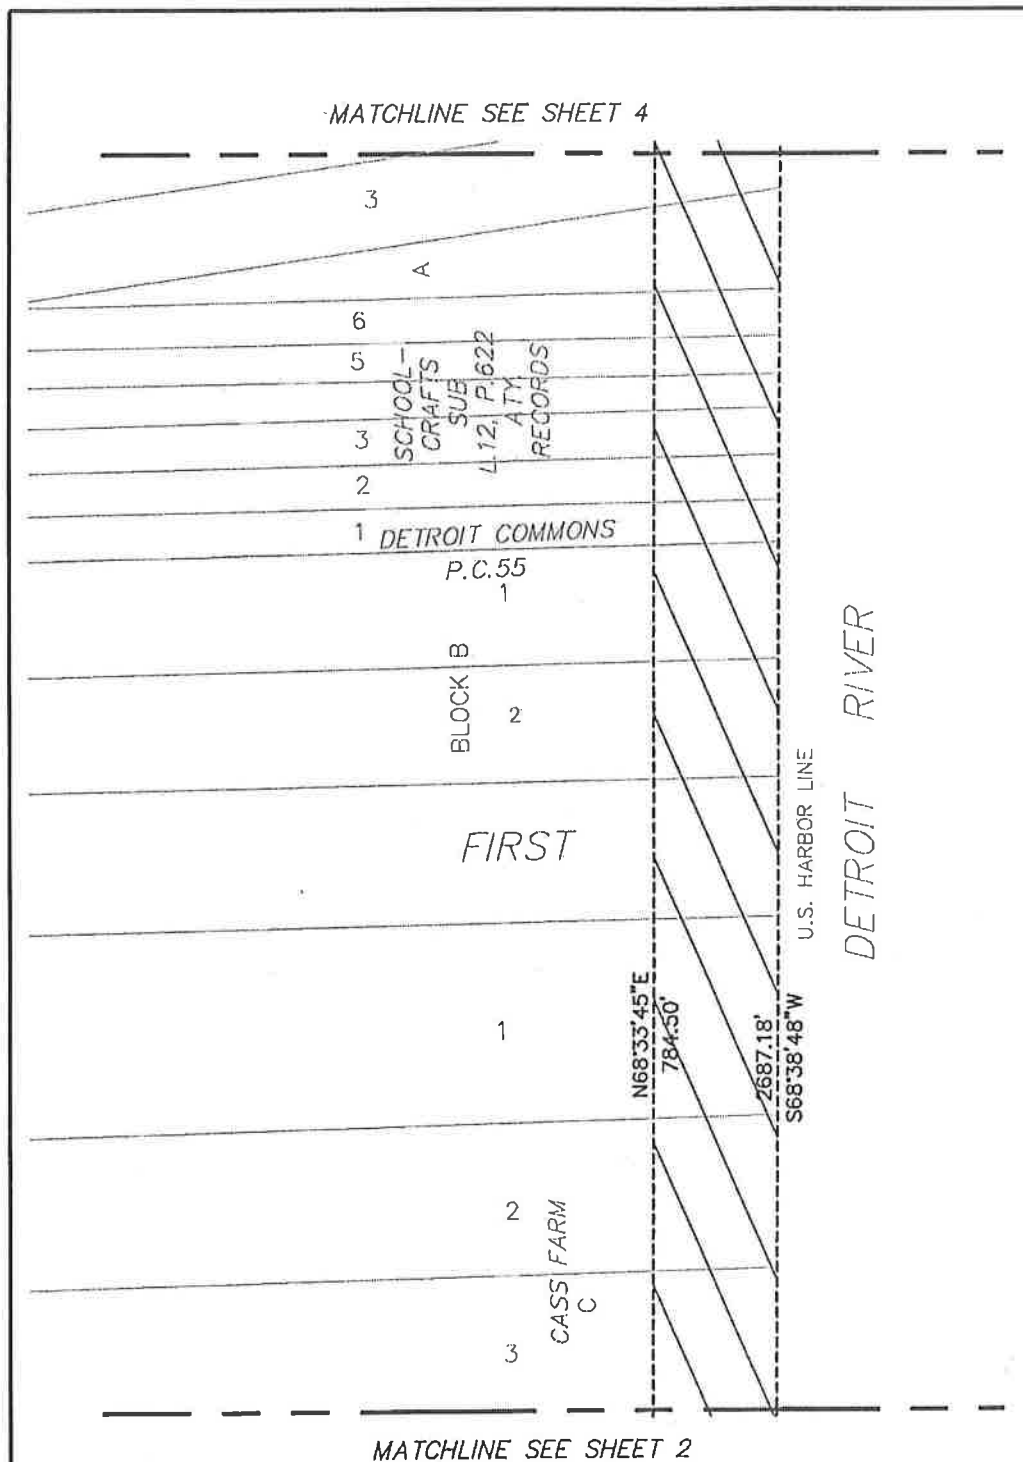 MATCHLINE SEE SHEET 4
3
A
6
5
SCHOOL-
CRAFTS
SUB
L.12, P.622
ATY.
RECORDS
3
2
1
DETROIT COMMONS
P.C.55
1
BLOCK B
2
FIRST
U.S. HARBOR LINE
DETROIT RIVER
N68°33'45"E
784.50'
2687.18'
S68°38'48"W
1
2
CASS FARM
C
3
MATCHLINE SEE SHEET 2